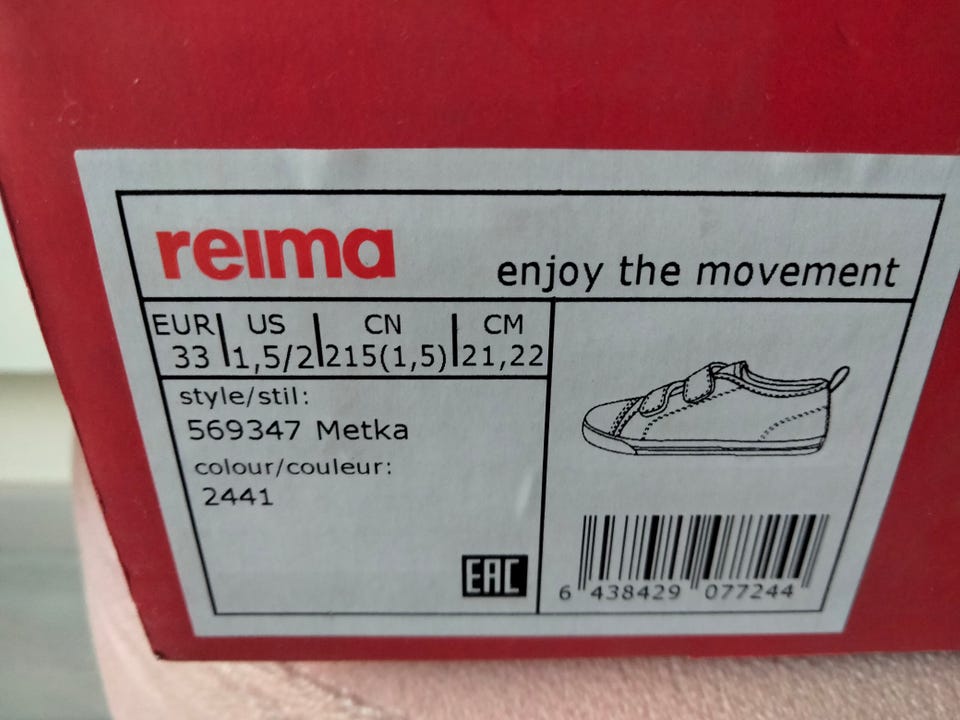 reima
enjoy the movement
EUR US CN CM
33 1,5/2 215(1,5) 21,22
style/stil:
569347 Metka
colour/couleur:
2441
EAC
6 438429 077244